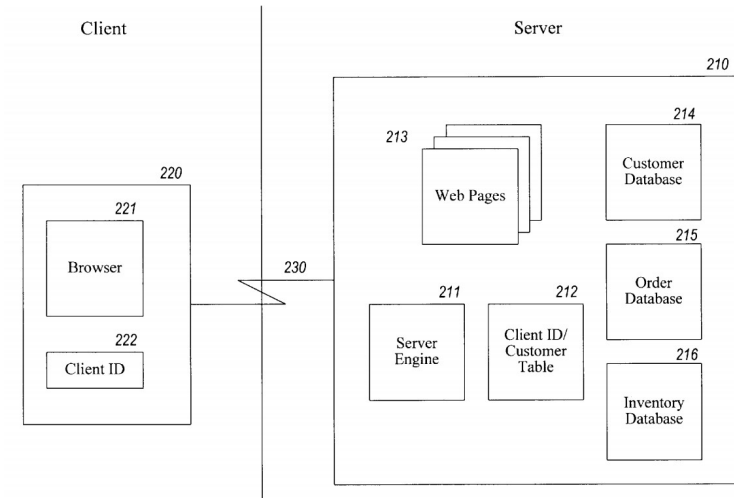 Client
Server
210
220
221
Browser
222
Client ID
230
213
Web Pages
214
Customer
Database
215
Order
Database
211
Server
Engine
212
Client ID/
Customer
Table
216
Inventory
Database